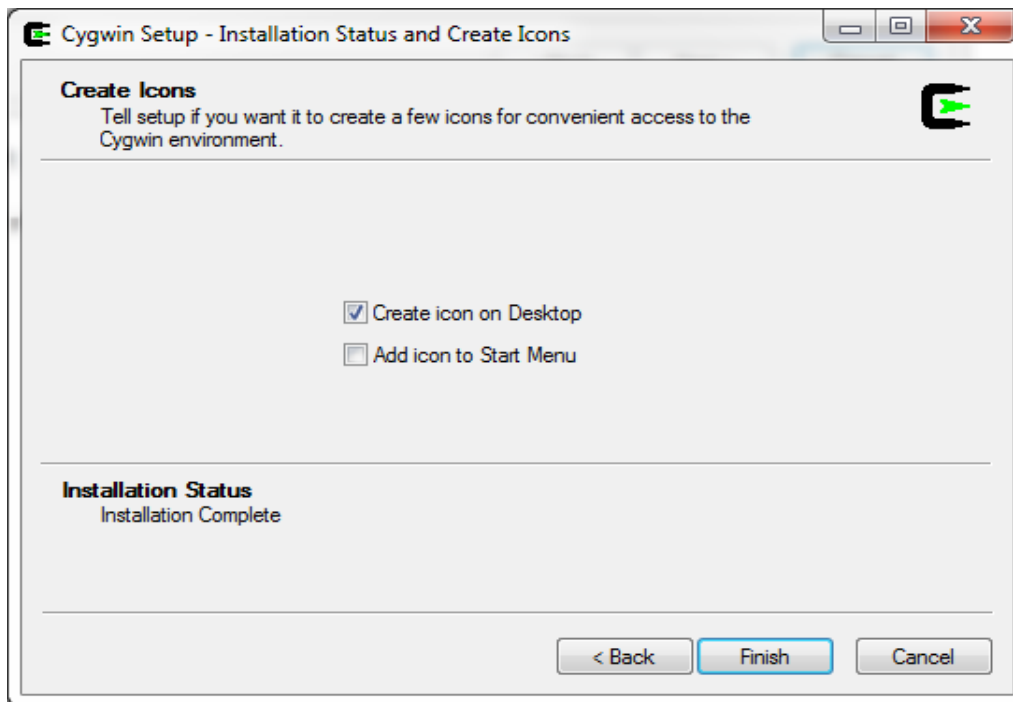 Cygwin Setup - Installation Status and Create Icons
Create Icons
Tell setup if you want it to create a few icons for convenient access to the
Cygwin environment.
Create icon on Desktop
Add icon to Start Menu
Installation Status
Installation Complete
< Back
Finish
Cancel